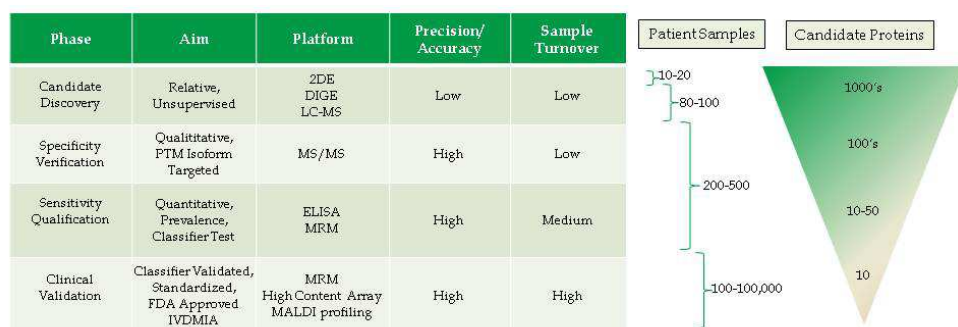 Phase
Aim
Platform
Precision/
Accuracy
Sample
Turnover
Candidate
Discovery
Relative,
Unsupervised
2DE
DIGE
LC-MS
Low
Low
Specificity
Verification
Qualititative,
PTM Isoform
Targeted
MS/MS
High
Low
Sensitivity
Qualification
Quantitative,
Prevalence,
Classifier Test
ELISA
MRM
High
Medium
Clinical
Validation
Classifier Validated,
Standardized,
FDA Approved
IVDMIA
MRM
High Content Array
MALDI profiling
High
High
Patient Samples
10-20
80-100
200-500
100-100,000
Candidate Proteins
1000's
100's
10-50
10